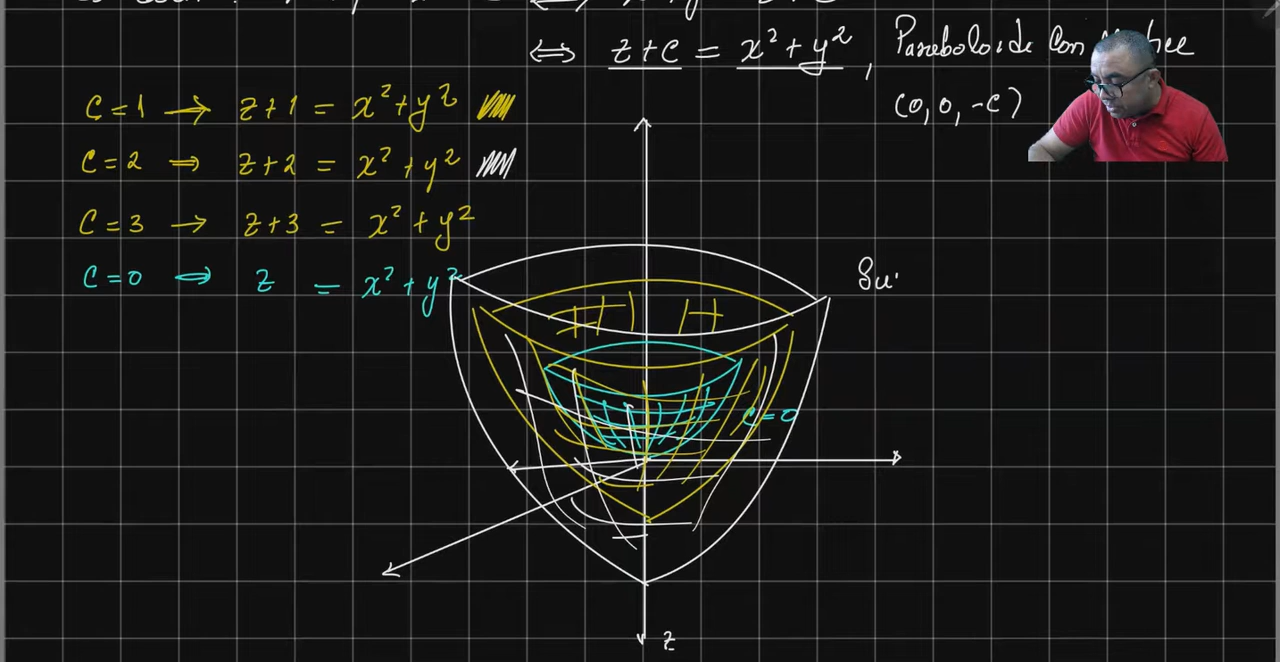 ⟺ z+c = x² + y² , Paraboloide Con
C=1 → z+1 = x²+y² (0, 0, -c)
C=2 ⇒ z+2 = x² + y²
C=3 → z+3 = x² + y²
C=0 ⇔ z = x² + y²
Su
C=0
z